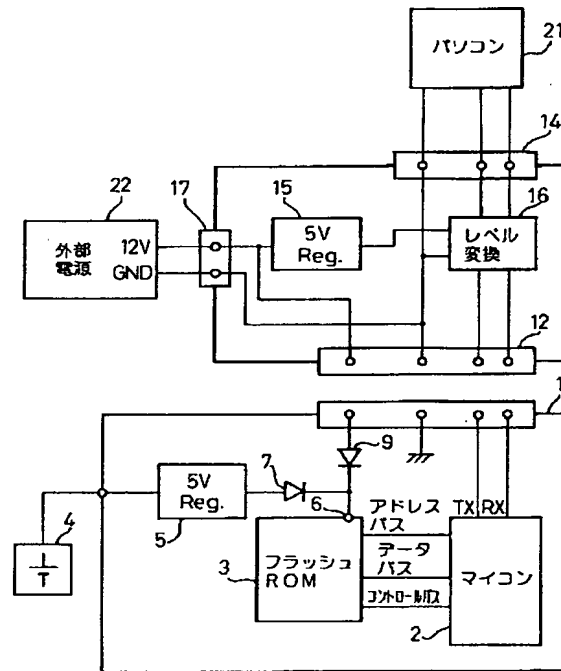 パソコン
21
14
22
17
15
16
外部
電源
12V
GND
5V
Reg.
レベル
変換
12
1
9
7
4
5V
Reg.
5
6
アドレス
バス
TX
RX
3
フラッシュ
ROM
データ
バス
コントロールバス
マイコン
2